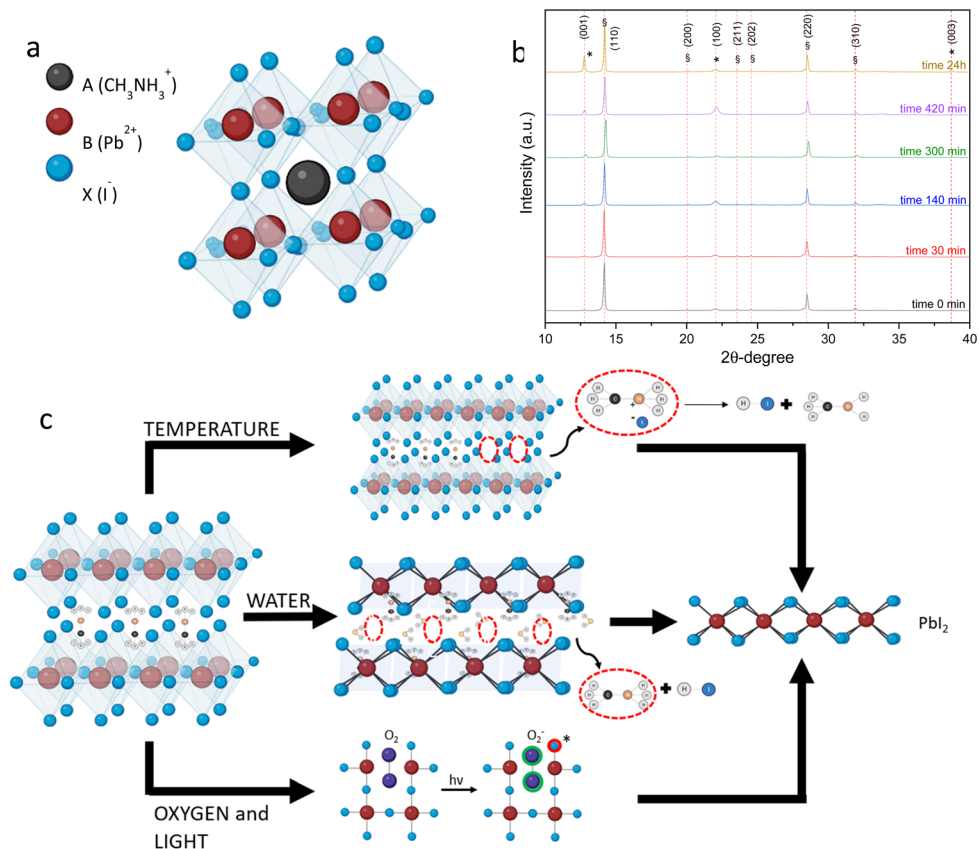 a
A (CH₃NH₃⁺)
B (Pb²⁺)
X (I⁻)
b
(001)
*
§
(110)
(200)
§
(100)
*
(211)
§
(202)
§
(220)
§
(310)
§
(003)
*
time 24h
time 420 min
time 300 min
time 140 min
time 30 min
time 0 min
Intensity (a.u.)
10 15 20 25 30 35 40
2θ-degree
c
TEMPERATURE
H H H C N H H H
+
-
I
H I + H H H C N H H
WATER
H H H C N H H H + H I
PbI₂
O₂
hν
O₂⁻
*
OXYGEN and
LIGHT